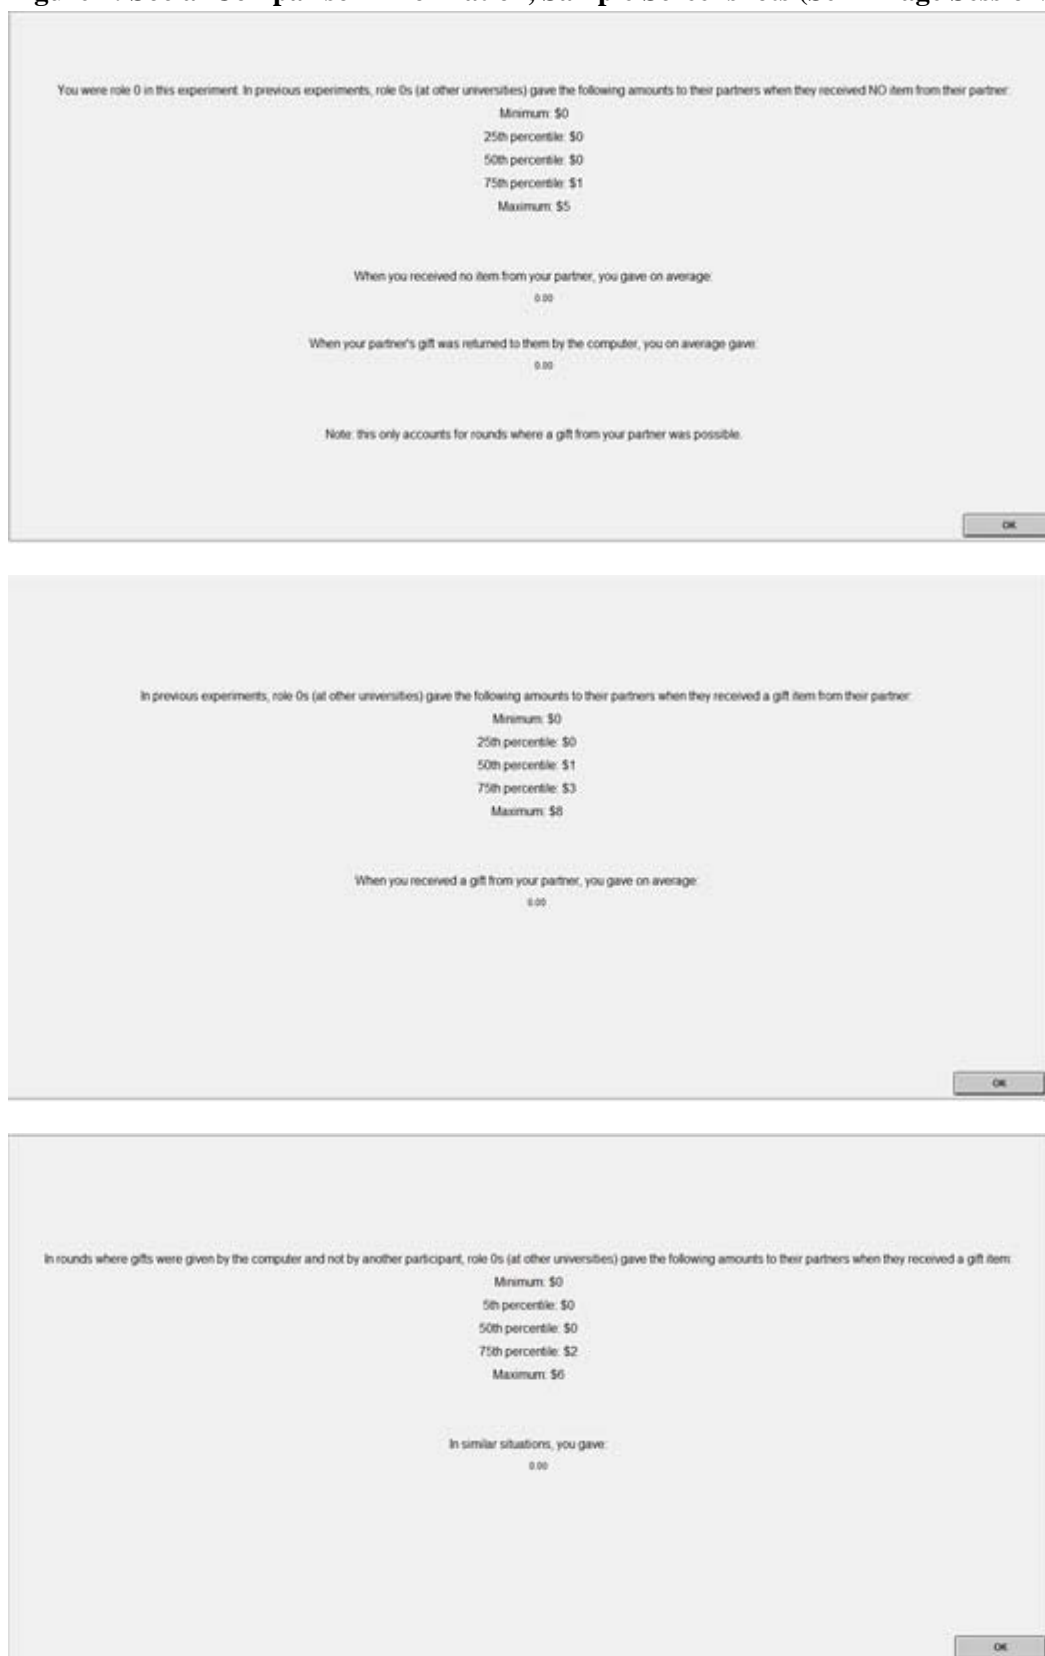 You were role 0 in this experiment. In previous experiments, role 0s (at other universities) gave the following amounts to their partners when they received NO item from their partner:
Minimum: $0
25th percentile: $0
50th percentile: $0
75th percentile: $1
Maximum: $5
When you received no item from your partner, you gave on average:
0.00
When your partner's gift was returned to them by the computer, you on average gave:
0.00
Note: this only accounts for rounds where a gift from your partner was possible.
OK
In previous experiments, role 0s (at other universities) gave the following amounts to their partners when they received a gift item from their partner:
Minimum: $0
25th percentile: $0
50th percentile: $1
75th percentile: $3
Maximum: $8
When you received a gift from your partner, you gave on average:
0.00
OK
In rounds where gifts were given by the computer and not by another participant, role 0s (at other universities) gave the following amounts to their partners when they received a gift item:
Minimum: $0
5th percentile: $0
50th percentile: $0
75th percentile: $2
Maximum: $6
In similar situations, you gave:
0.00
OK